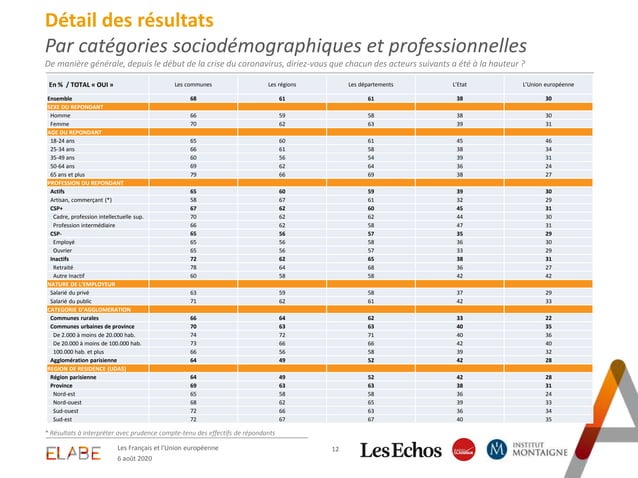 Détail des résultats
Par catégories sociodémographiques et professionnelles
De manière générale, depuis le début de la crise du coronavirus, diriez-vous que chacun des acteurs suivants a été à la hauteur ?
En % / TOTAL « OUI » Les communes Les régions Les départements L'Etat L'Union européenne
Ensemble 68 61 61 38 30
SEXE DU REPONDANT
Homme 66 59 58 38 30
Femme 70 62 63 39 31
AGE DU REPONDANT
18-24 ans 65 60 61 45 46
25-34 ans 66 61 58 38 34
35-49 ans 60 56 54 39 31
50-64 ans 69 62 64 36 24
65 ans et plus 79 66 69 38 27
PROFESSION DU REPONDANT
Actifs 65 60 59 39 30
Artisan, commerçant (*) 58 67 61 32 29
CSP+ 67 62 60 45 31
Cadre, profession intellectuelle sup. 70 62 62 44 30
Profession intermédiaire 66 62 58 47 31
CSP- 65 56 57 35 29
Employé 65 56 58 36 30
Ouvrier 65 56 57 33 29
Inactifs 72 62 65 38 31
Retraité 78 64 68 36 27
Autre Inactif 60 58 58 42 42
NATURE DE L'EMPLOYEUR
Salarié du privé 63 59 58 37 29
Salarié du public 71 62 61 42 33
CATEGORIE D'AGGLOMERATION
Communes rurales 66 64 62 33 22
Communes urbaines de province 70 63 63 40 35
De 2.000 à moins de 20.000 hab. 74 72 71 40 36
De 20.000 à moins de 100.000 hab. 73 66 66 42 40
100.000 hab. et plus 66 56 58 39 32
Agglomération parisienne 64 49 52 42 28
REGION DE RESIDENCE (UDA5)
Région parisienne 64 49 52 42 28
Province 69 63 63 38 31
Nord-est 65 58 58 36 24
Nord-ouest 68 62 65 39 33
Sud-ouest 72 66 63 36 34
Sud-est 72 67 67 40 35
* Résultats à interpréter avec prudence compte-tenu des effectifs de répondants
ELABE
Les Français et l'Union européenne
6 août 2020
12
Les Echos
INSTITUT
MONTAIGNE